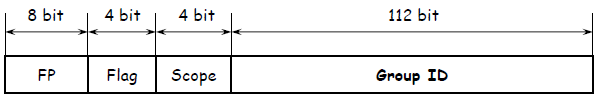 8 bit 4 bit 4 bit 112 bit
FP Flag Scope Group ID